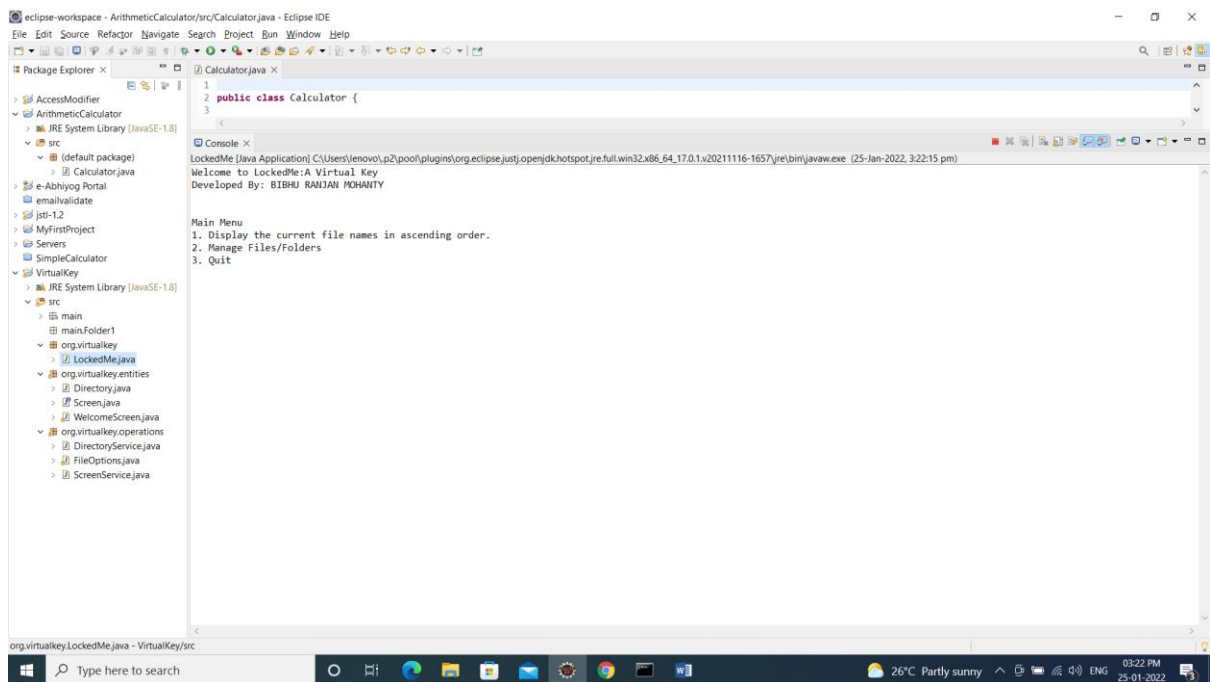 eclipse-workspace - ArithmeticCalculator/src/Calculator.java - Eclipse IDE
File Edit Source Refactor Navigate Search Project Run Window Help
Package Explorer
AccessModifier
ArithmeticCalculator
JRE System Library [JavaSE-1.8]
src
(default package)
Calculator.java
e-Abhiyog Portal
emailvalidate
jstl-1.2
MyFirstProject
Servers
SimpleCalculator
VirtualKey
JRE System Library [JavaSE-1.8]
src
main
main.Folder1
org.virtualkey
LockedMe.java
org.virtualkey.entities
Directory.java
Screen.java
WelcomeScreen.java
org.virtualkey.operations
DirectoryService.java
FileOptions.java
ScreenService.java
Calculator.java
1
2 public class Calculator {
3
Console
LockedMe [Java Application] C:\Users\lenovo\.p2\pool\plugins\org.eclipse.justj.openjdk.hotspot.jre.full.win32.x86_64_17.0.1.v20211116-1657\jre\bin\javaw.exe (25-Jan-2022, 3:22:15 pm)
Welcome to LockedMe:A Virtual Key
Developed By: BIBHU RANJAN MOHANTY
Main Menu
1. Display the current file names in ascending order.
2. Manage Files/Folders
3. Quit
org.virtualkey.LockedMe.java - VirtualKey/src
Type here to search
26°C Partly sunny
ENG
03:22 PM
25-01-2022
3